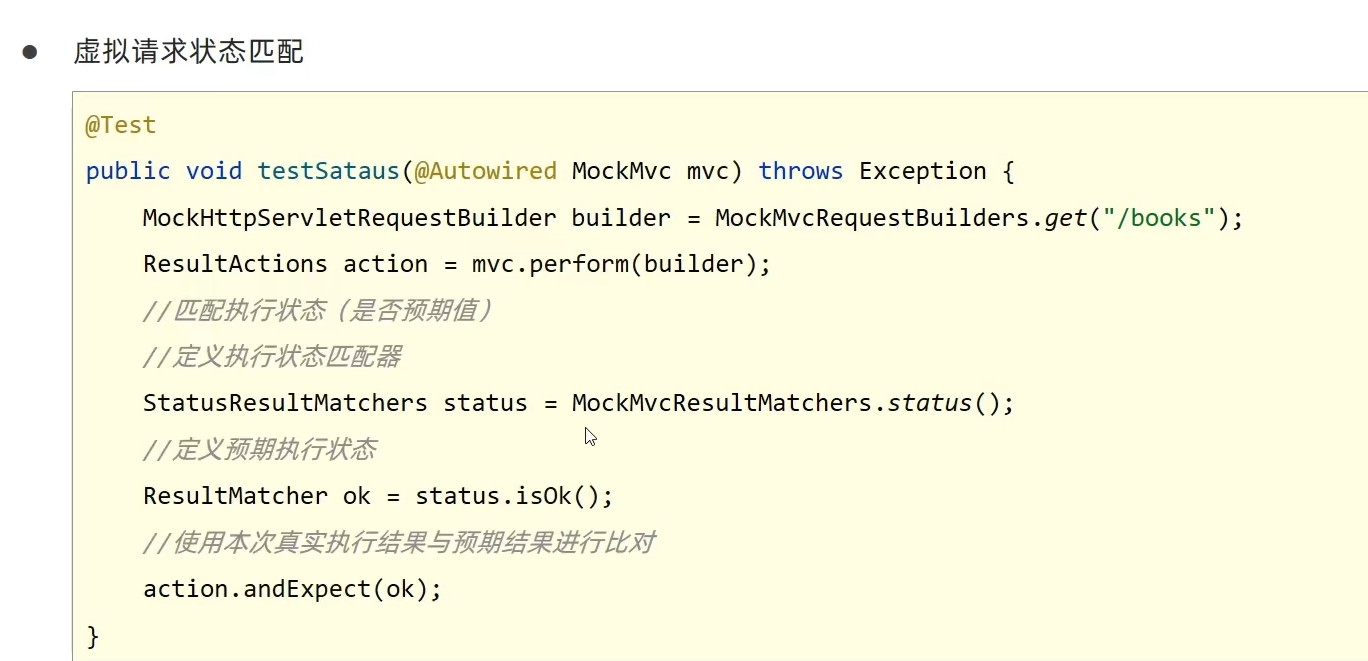 ● 虚拟请求状态匹配
@Test
public void testSataus(@Autowired MockMvc mvc) throws Exception {
    MockHttpServletRequestBuilder builder = MockMvcRequestBuilders.get("/books");
    ResultActions action = mvc.perform(builder);
    //匹配执行状态（是否预期值）
    //定义执行状态匹配器
    StatusResultMatchers status = MockMvcResultMatchers.status();
    //定义预期执行状态
    ResultMatcher ok = status.isOk();
    //使用本次真实执行结果与预期结果进行比对
    action.andExpect(ok);
}